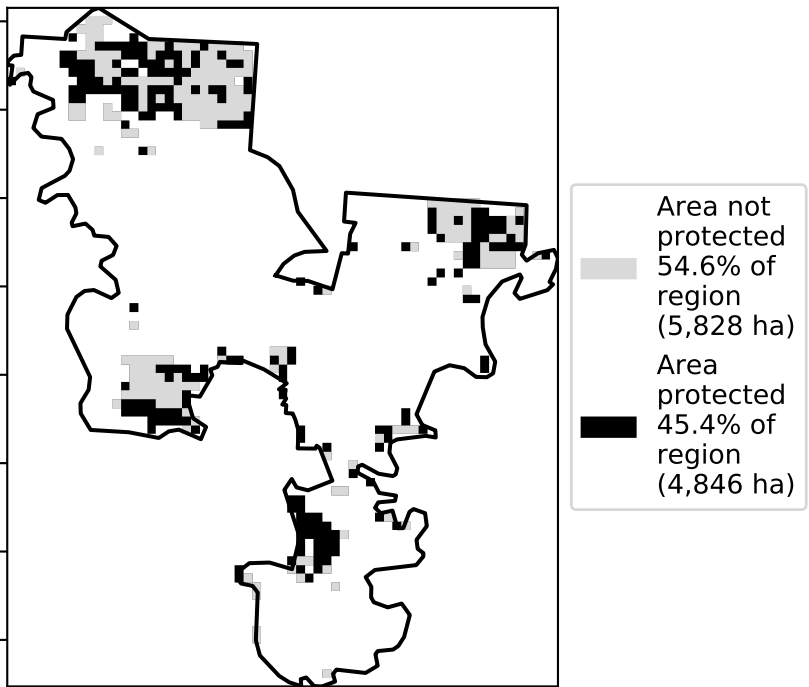 Area not
protected
54.6% of
region
(5,828 ha)
Area
protected
45.4% of
region
(4,846 ha)